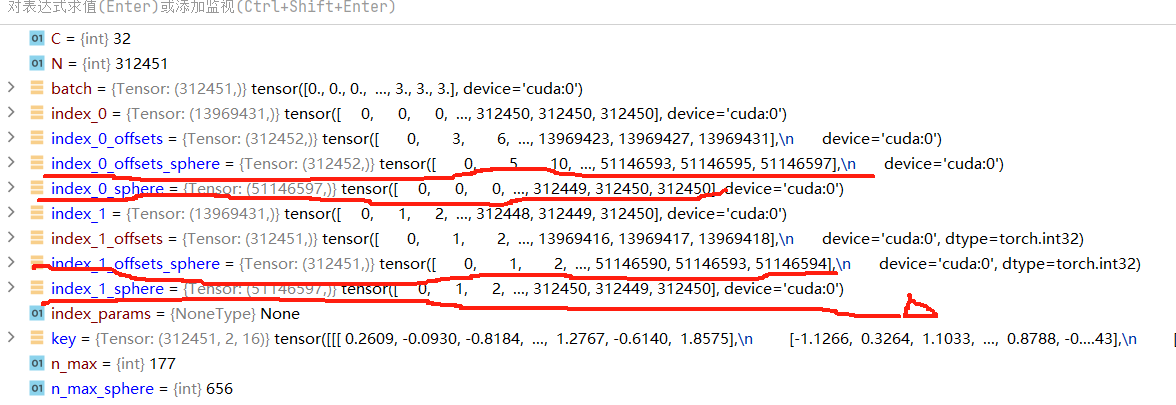 对表达式求值(Enter)或添加监视(Ctrl+Shift+Enter)
01 C = {int} 32
01 N = {int} 312451
batch = {Tensor: (312451,)} tensor([0., 0., 0., ..., 3., 3., 3.], device='cuda:0')
index_0 = {Tensor: (13969431,)} tensor([ 0, 0, 0, ..., 312450, 312450, 312450], device='cuda:0')
index_0_offsets = {Tensor: (312452,)} tensor([ 0, 3, 6, ..., 13969423, 13969427, 13969431],\n device='cuda:0')
index_0_offsets_sphere = {Tensor: (312452,)} tensor([ 0, 5, 10, ..., 51146593, 51146595, 51146597],\n device='cuda:0')
index_0_sphere = {Tensor: (51146597,)} tensor([ 0, 0, 0, ..., 312449, 312450, 312450], device='cuda:0')
index_1 = {Tensor: (13969431,)} tensor([ 0, 1, 2, ..., 312448, 312449, 312450], device='cuda:0')
index_1_offsets = {Tensor: (312451,)} tensor([ 0, 1, 2, ..., 13969416, 13969417, 13969418],\n device='cuda:0', dtype=torch.int32)
index_1_offsets_sphere = {Tensor: (312451,)} tensor([ 0, 1, 2, ..., 51146590, 51146593, 51146594],\n device='cuda:0', dtype=torch.int32)
index_1_sphere = {Tensor: (51146597,)} tensor([ 0, 1, 2, ..., 312450, 312449, 312450], device='cuda:0')
01 index_params = {NoneType} None
key = {Tensor: (312451, 2, 16)} tensor([[[ 0.2609, -0.0930, -0.8184, ..., 1.2767, -0.6140, 1.8575],\n [-1.1266, 0.3264, 1.1033, ..., 0.8788, -0....43],\n [
01 n_max = {int} 177
01 n_max_sphere = {int} 656